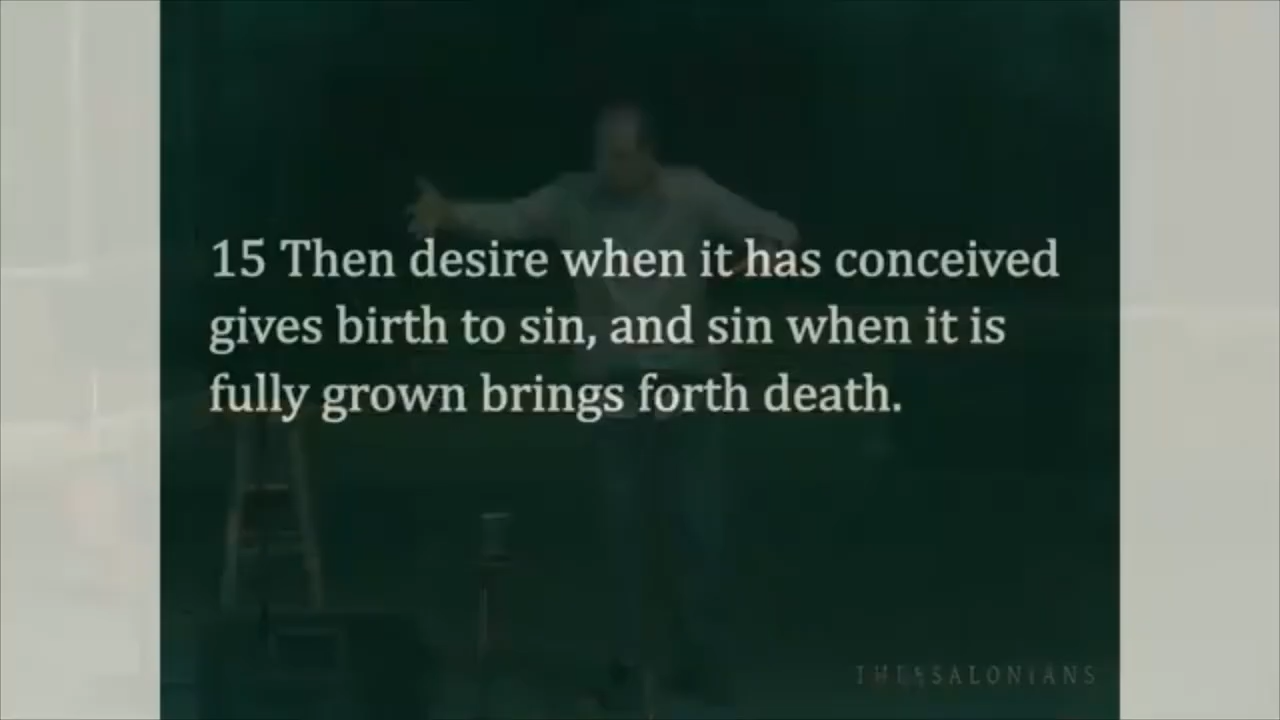 15 Then desire when it has conceived
gives birth to sin, and sin when it is
fully grown brings forth death.
THESSALONIANS